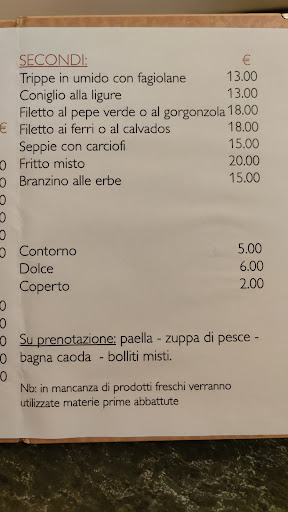 SECONDI: €
Trippe in umido con fagiolane 13.00
Coniglio alla ligure 13.00
Filetto al pepe verde o al gorgonzola 18.00
Filetto ai ferri o al calvados 18.00
Seppie con carciofi 15.00
Fritto misto 20.00
Branzino alle erbe 15.00
Contorno 5.00
Dolce 6.00
Coperto 2.00
Su prenotazione: paella - zuppa di pesce -
bagna caoda - bolliti misti.
Nb: in mancanza di prodotti freschi verranno
utilizzate materie prime abbattute